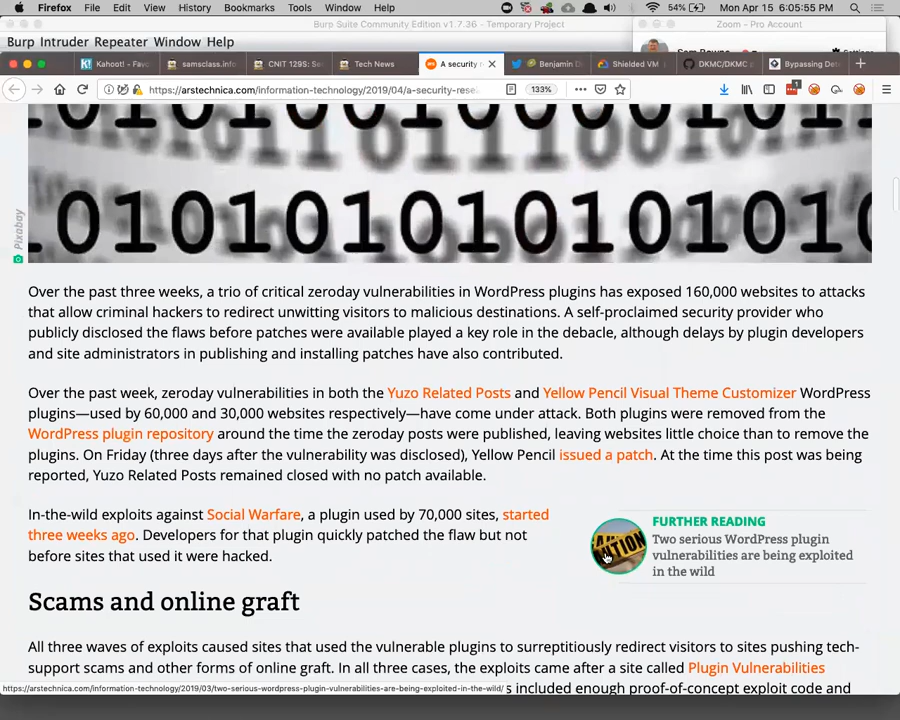 Firefox File Edit View History Bookmarks Tools Window Help 54% Mon Apr 15 6:05:55 PM
Burp Suite Community Edition v1.7.36 - Temporary Project
Zoom - Pro Account
Burp Intruder Repeater Window Help
Kahoot! - Favo
samsclass.info
CNIT 129S: Se
Tech News
A security r
Benjamin D
Shielded VM
DKMC/DKMC
Bypassing Det
https://arstechnica.com/information-technology/2019/04/a-security-rese
133%
10101010101010101010
Pixabay
Over the past three weeks, a trio of critical zeroday vulnerabilities in WordPress plugins has exposed 160,000 websites to attacks
that allow criminal hackers to redirect unwitting visitors to malicious destinations. A self-proclaimed security provider who
publicly disclosed the flaws before patches were available played a key role in the debacle, although delays by plugin developers
and site administrators in publishing and installing patches have also contributed.
Over the past week, zeroday vulnerabilities in both the Yuzo Related Posts and Yellow Pencil Visual Theme Customizer WordPress
plugins—used by 60,000 and 30,000 websites respectively—have come under attack. Both plugins were removed from the
WordPress plugin repository around the time the zeroday posts were published, leaving websites little choice than to remove the
plugins. On Friday (three days after the vulnerability was disclosed), Yellow Pencil issued a patch. At the time this post was being
reported, Yuzo Related Posts remained closed with no patch available.
In-the-wild exploits against Social Warfare, a plugin used by 70,000 sites, started
three weeks ago. Developers for that plugin quickly patched the flaw but not
before sites that used it were hacked.
FURTHER READING
Two serious WordPress plugin
vulnerabilities are being exploited
in the wild
Scams and online graft
All three waves of exploits caused sites that used the vulnerable plugins to surreptitiously redirect visitors to sites pushing tech-
support scams and other forms of online graft. In all three cases, the exploits came after a site called Plugin Vulnerabilities
https://arstechnica.com/information-technology/2019/03/two-serious-wordpress-plugin-vulnerabilities-are-being-exploited-in-the-wild/
s included enough proof-of-concept exploit code and